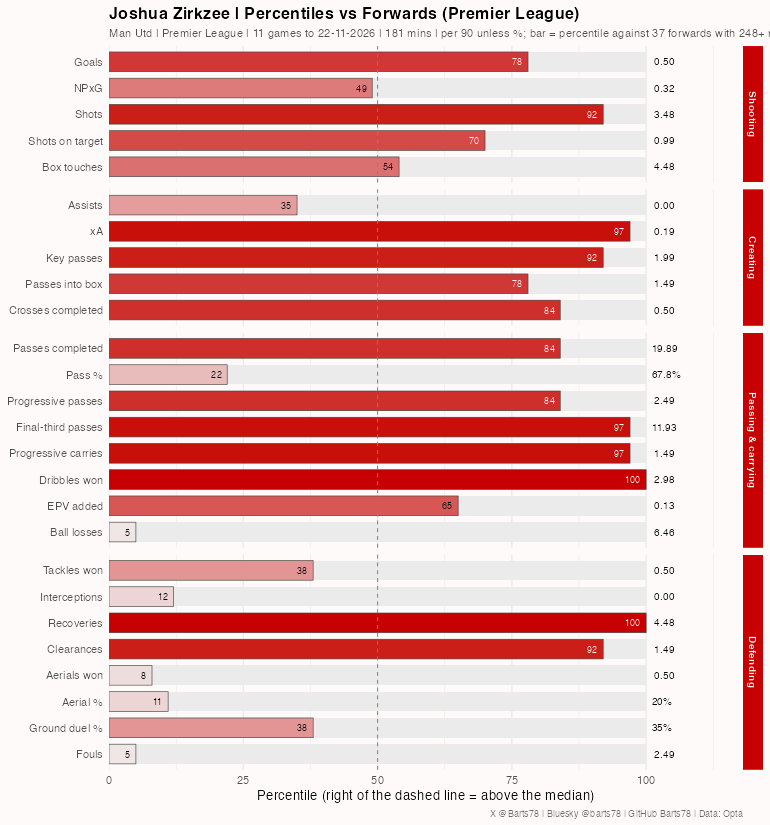 Joshua Zirkzee | Percentiles vs Forwards (Premier League)
Man Utd | Premier League | 11 games to 22-11-2026 | 181 mins | per 90 unless %; bar = percentile against 37 forwards with 248+
Goals 78 0.50
NPxG 49 0.32
Shots 92 3.48
Shots on target 70 0.99
Box touches 54 4.48
Shooting
Assists 35 0.00
xA 97 0.19
Key passes 92 1.99
Passes into box 78 1.49
Crosses completed 84 0.50
Creating
Passes completed 84 19.89
Pass % 22 67.8%
Progressive passes 84 2.49
Final-third passes 97 11.93
Progressive carries 97 1.49
Dribbles won 100 2.98
EPV added 65 0.13
Ball losses 5 6.46
Passing & carrying
Tackles won 38 0.50
Interceptions 12 0.00
Recoveries 100 4.48
Clearances 92 1.49
Aerials won 8 0.50
Aerial % 11 20%
Ground duel % 38 35%
Fouls 5 2.49
Defending
0 25 50 75 100
Percentile (right of the dashed line = above the median)
X @Barts78 | Bluesky @barts78 | GitHub Barts78 | Data: Opta